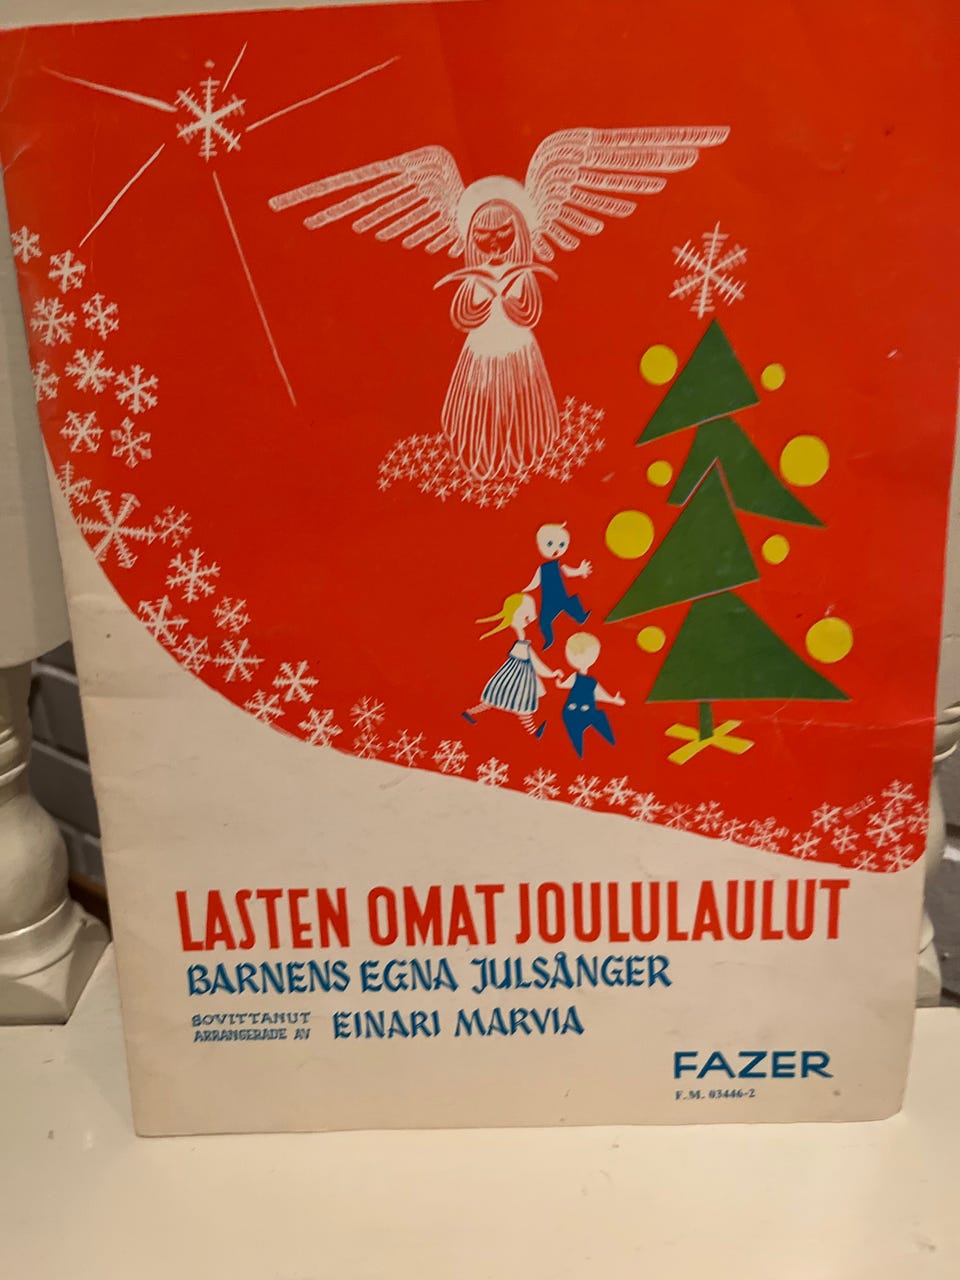 LASTEN OMAT JOULULAULUT
BARNENS EGNA JULSÅNGER
SOVITTANUT
ARRANGERADE AV
EINARI MARVIA
FAZER
F.M. 03446-2